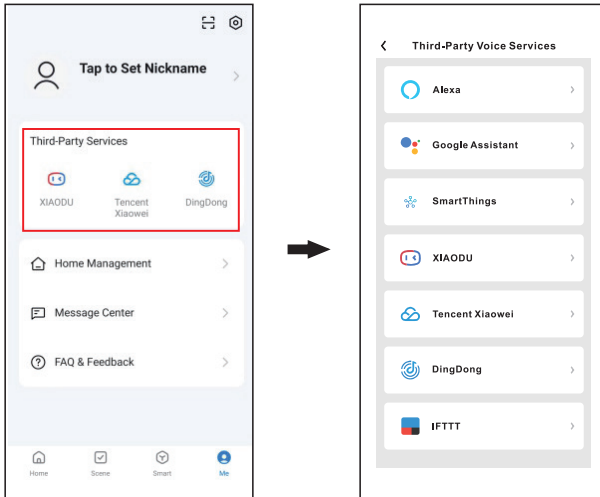 Tap to Set Nickname
Third-Party Services
XIAODU
Tencent
Xiaowei
DingDong
Home Management
Message Center
FAQ & Feedback
Home
Scene
Smart
Me
Third-Party Voice Services
Alexa
Google Assistant
SmartThings
XIAODU
Tencent Xiaowei
DingDong
IFTTT